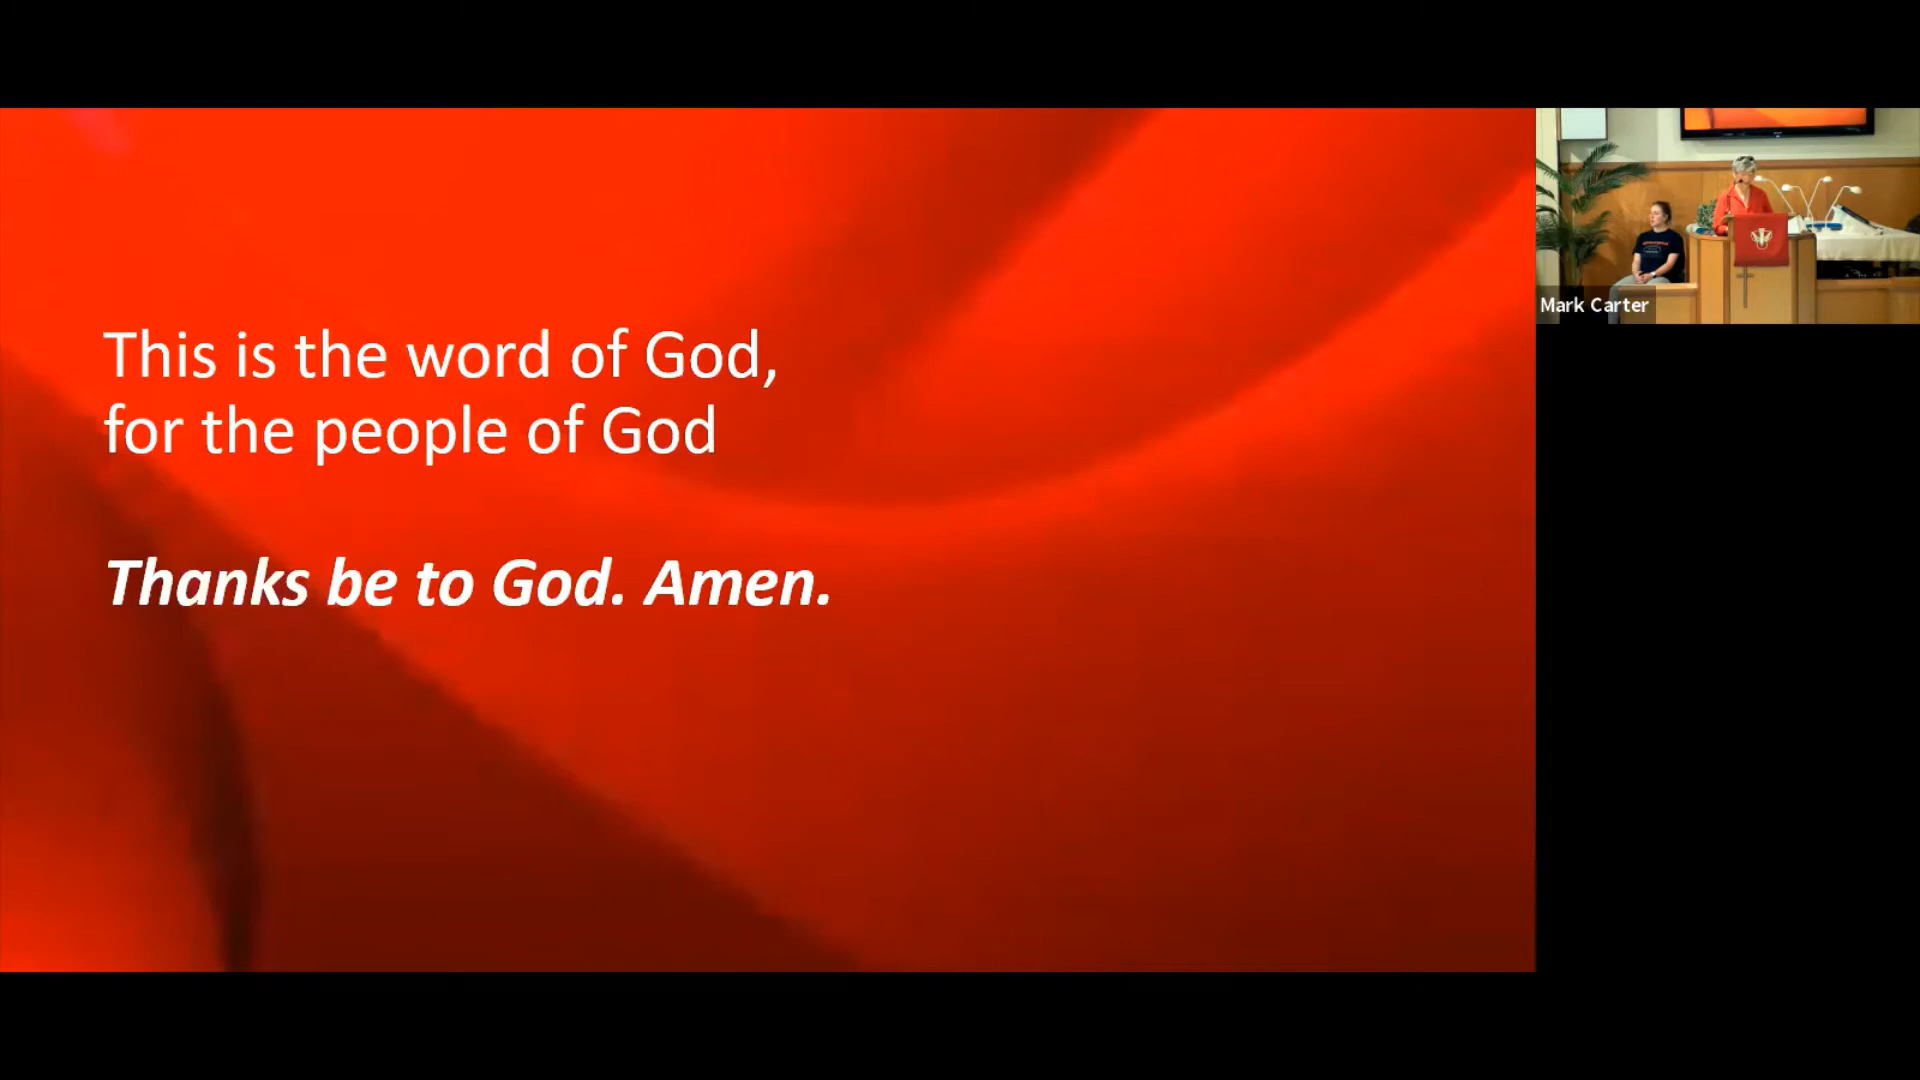 This is the word of God,
for the people of God
Thanks be to God. Amen.
Mark Carter